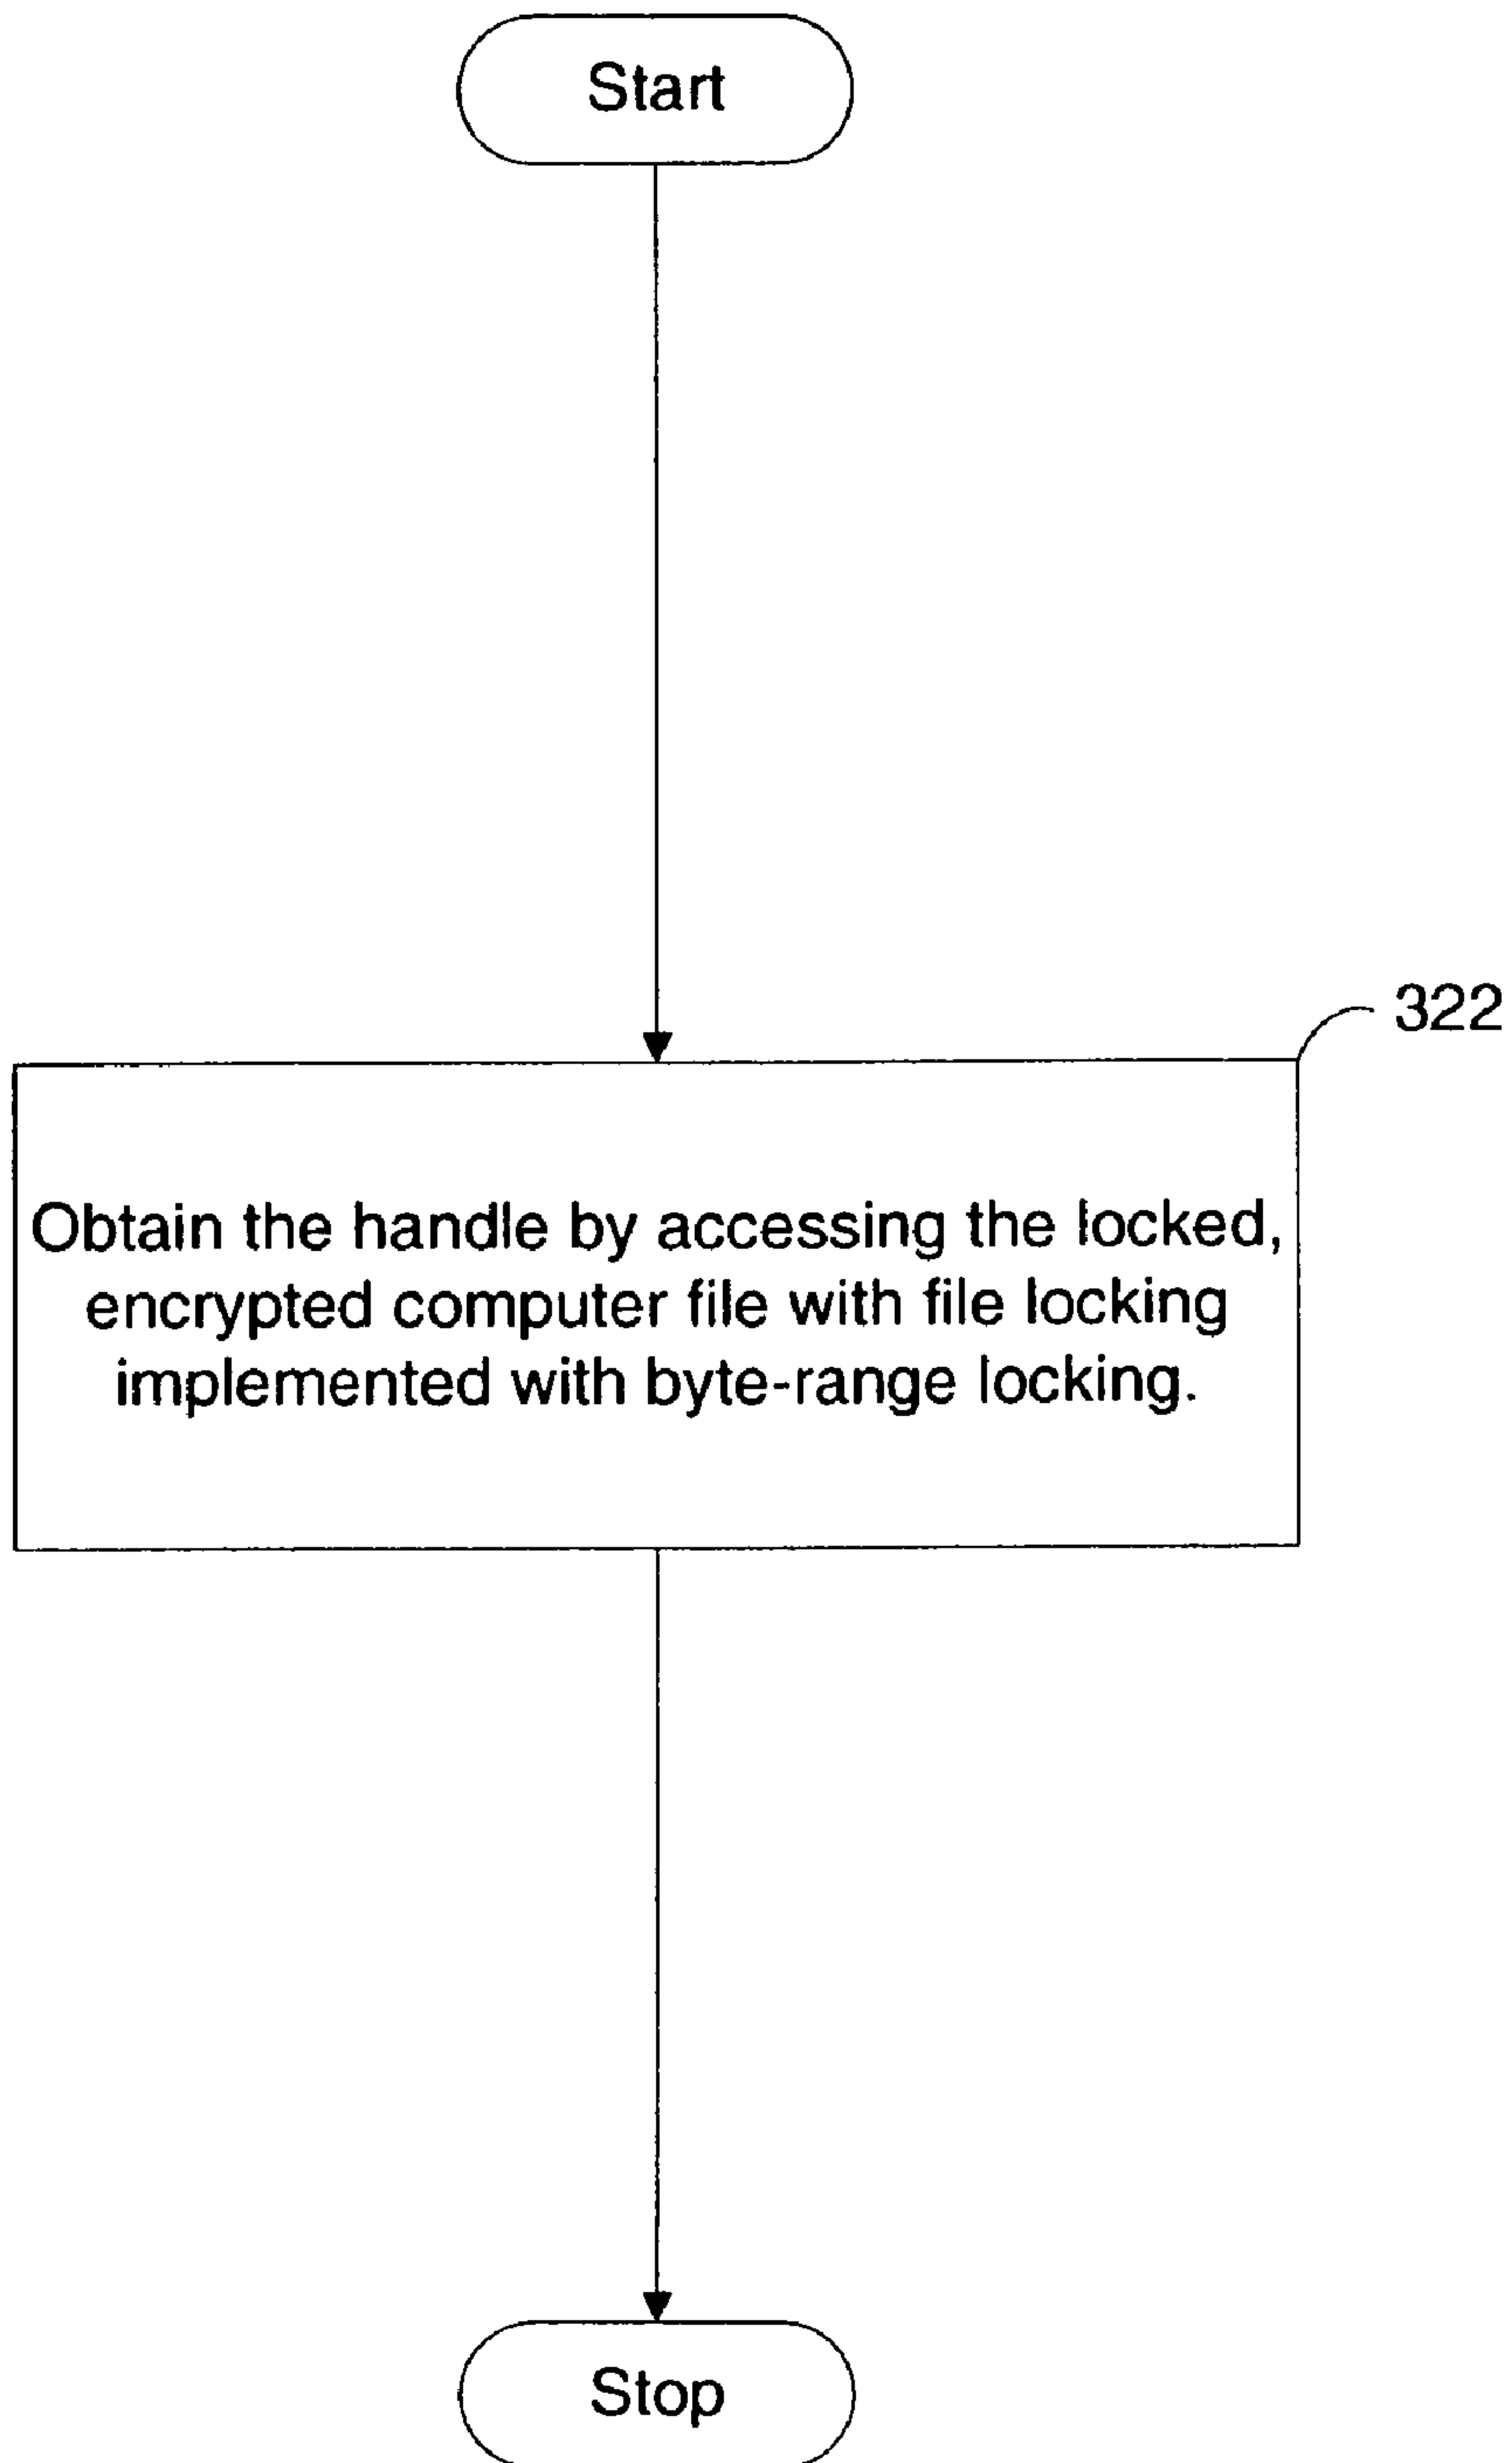 Start
322
Obtain the handle by accessing the locked,
encrypted computer file with file locking
implemented with byte-range locking.
Stop